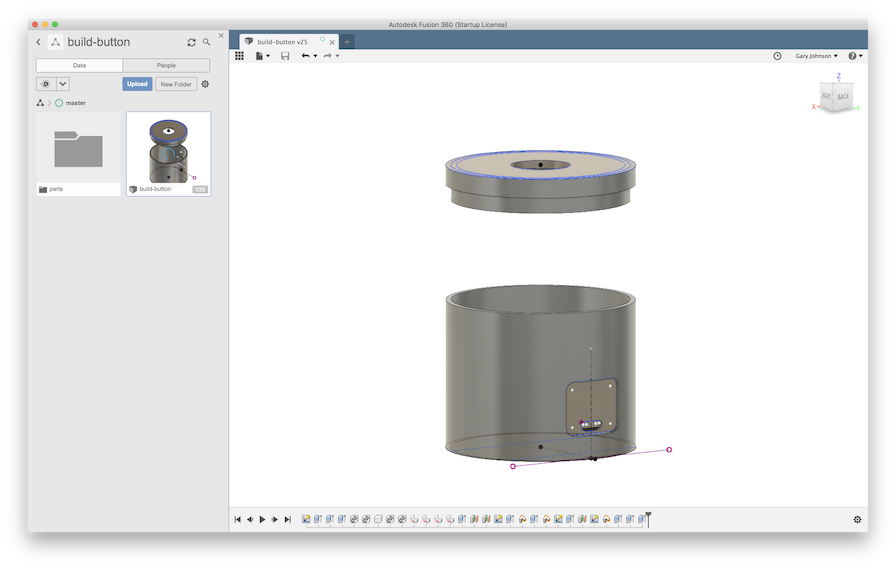 Autodesk Fusion 360 (Startup License)
build-button
Data
People
Upload
New Folder
master
parts
build-button
V25
build-button v25
Gary Johnson
Z
BACK
X
Y